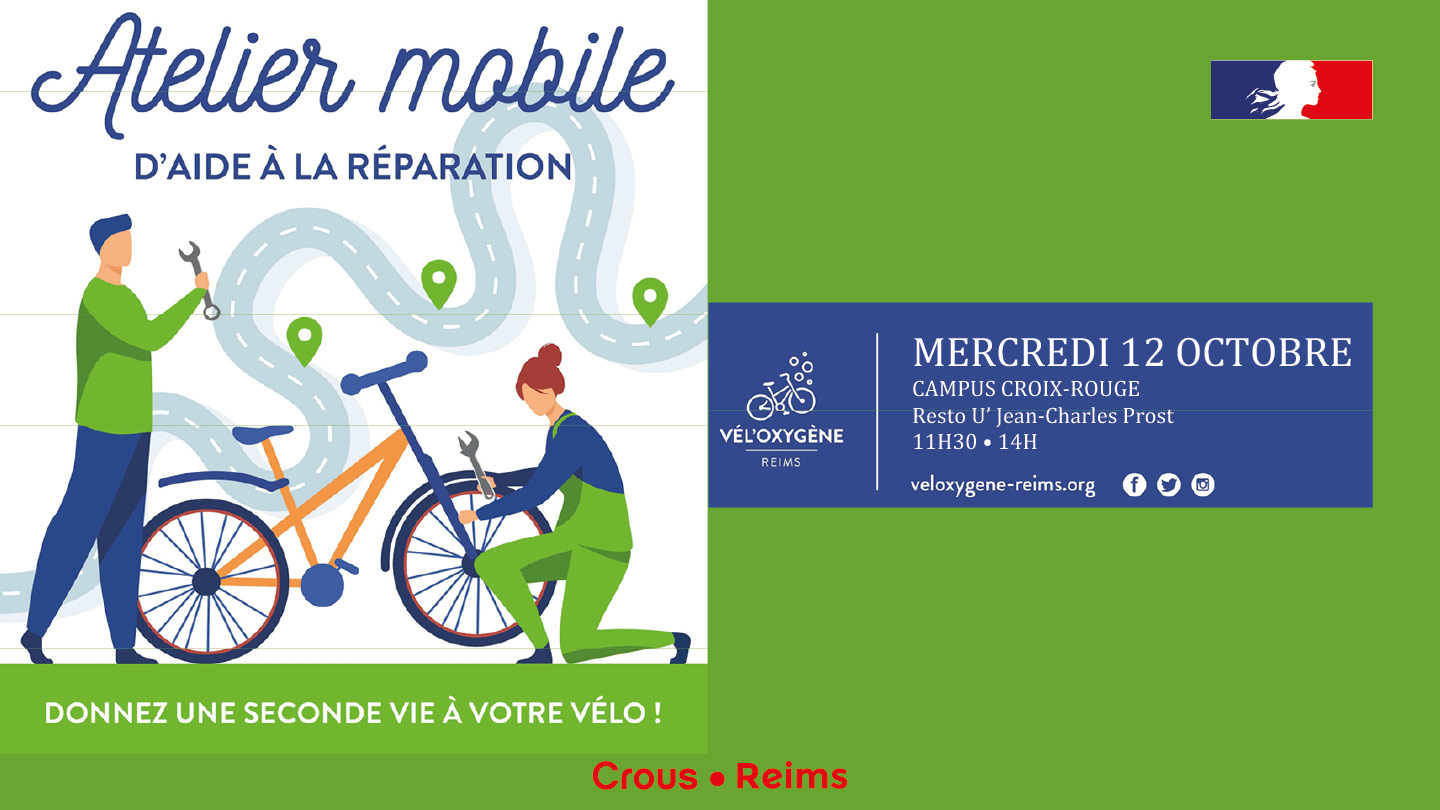 Atelier mobile
D'AIDE À LA RÉPARATION
DONNEZ UNE SECONDE VIE À VOTRE VÉLO !
VÉL'OXYGÈNE
REIMS
MERCREDI 12 OCTOBRE
CAMPUS CROIX-ROUGE
Resto U’ Jean-Charles Prost
11H30 • 14H
veloxygene-reims.org
Crous • Reims